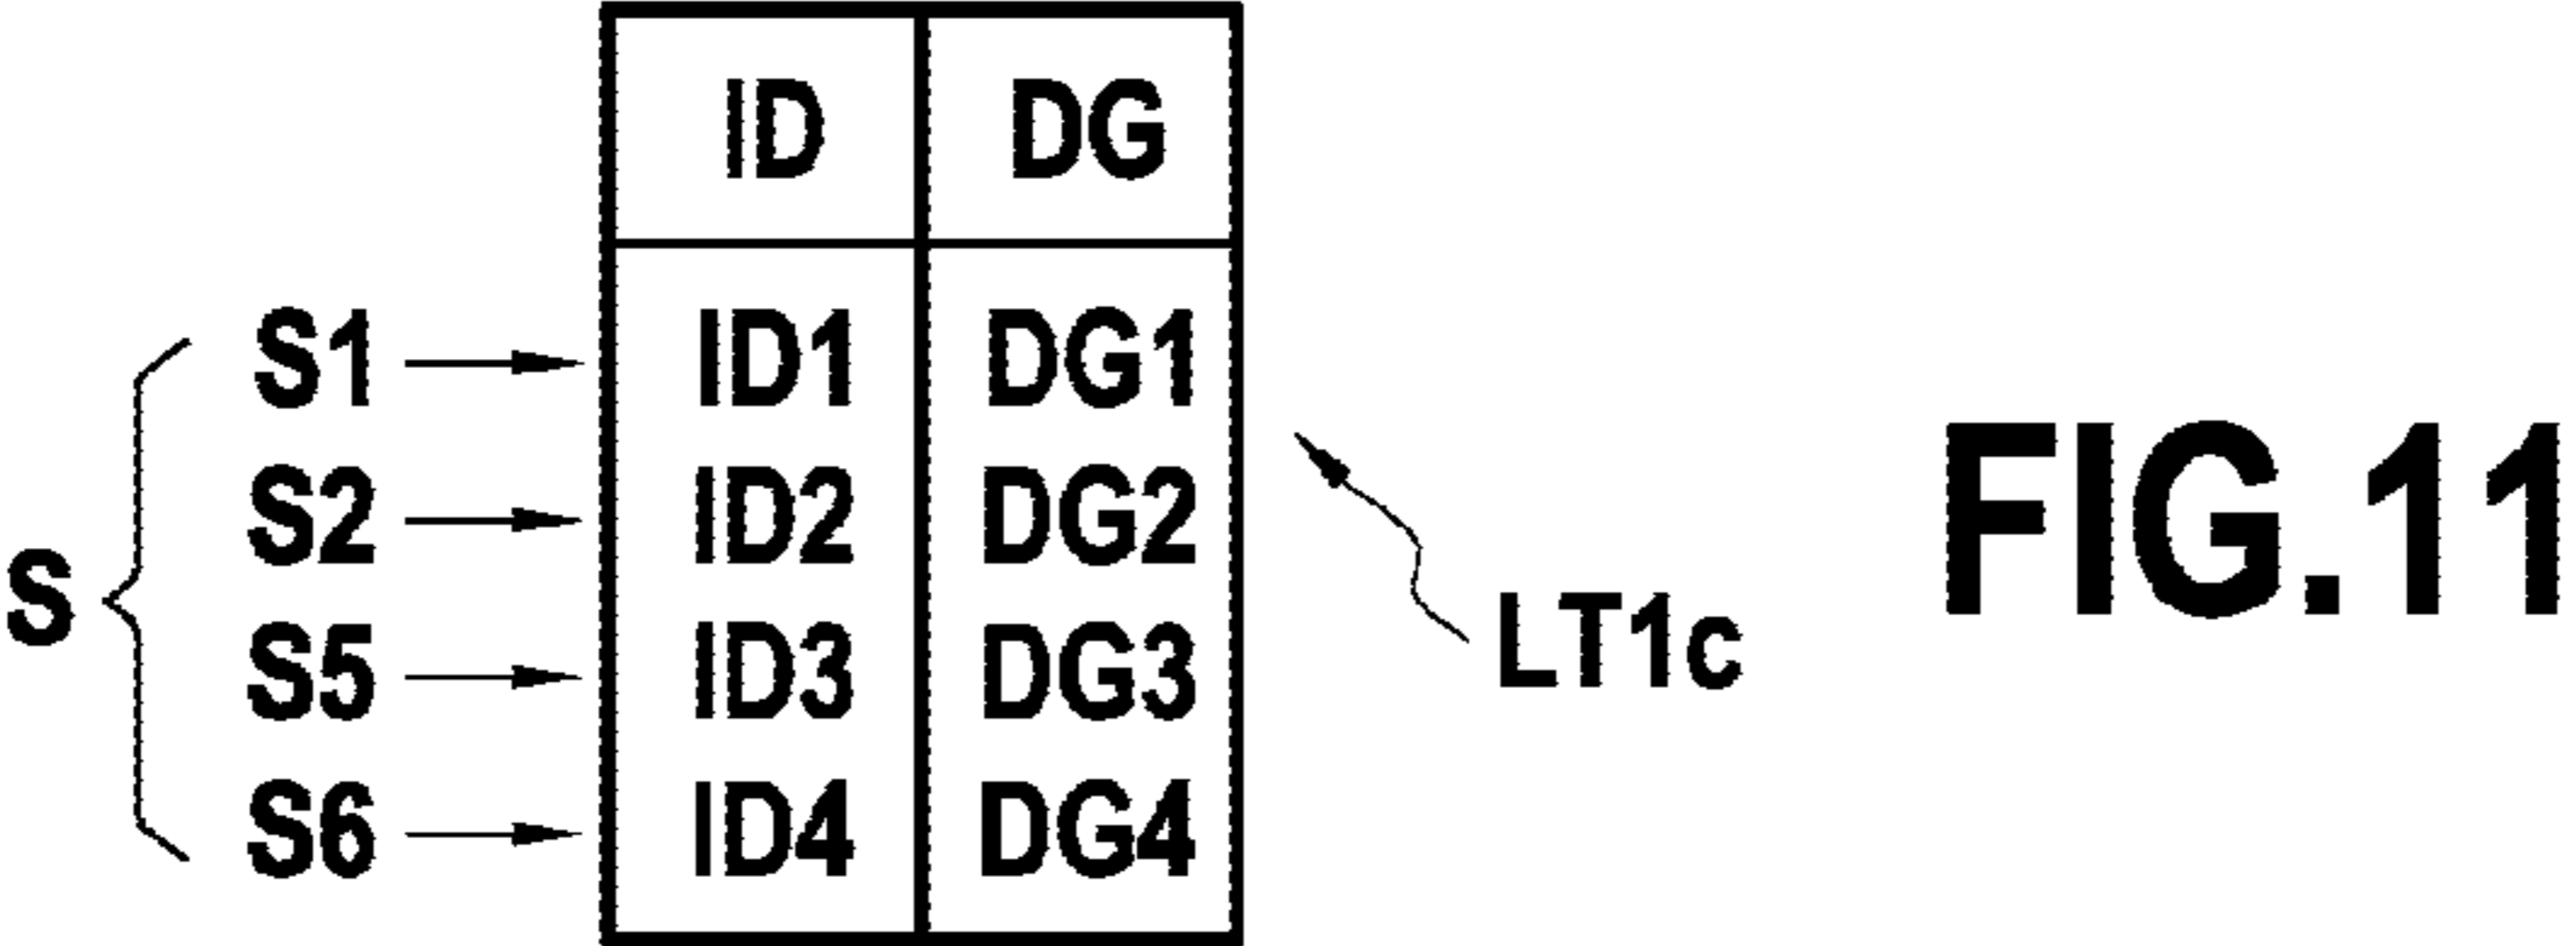 ID DG
S1 ID1 DG1
S2 ID2 DG2
S S5 ID3 DG3
S6 ID4 DG4
LT1c
FIG.11